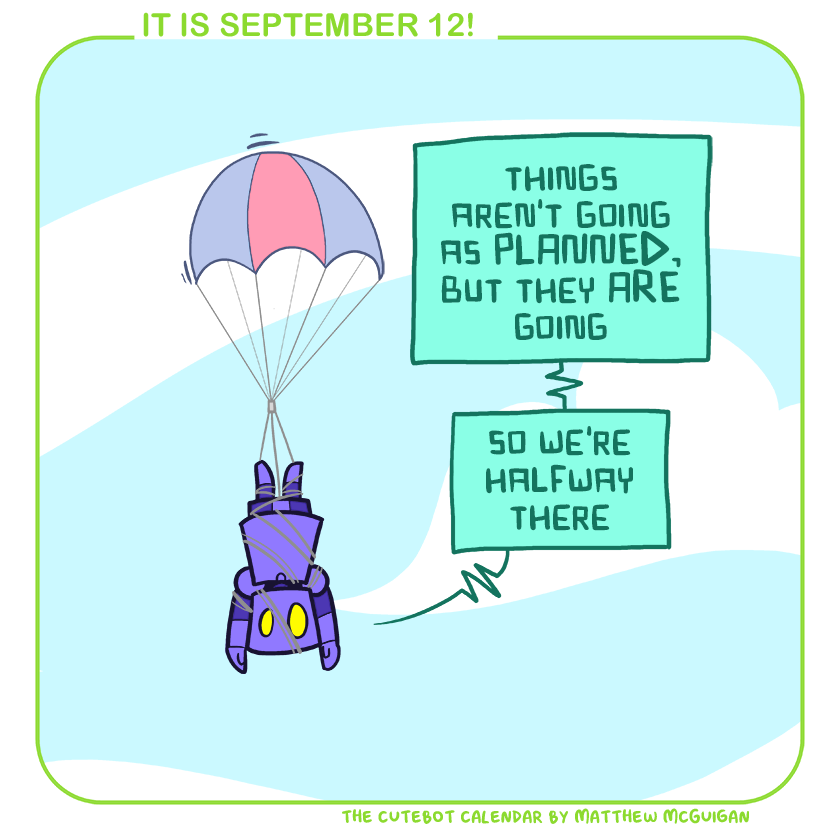 IT IS SEPTEMBER 12!
THINGS
AREN'T GOING
AS PLANNED,
BUT THEY ARE
GOING
SO WE'RE
HALFWAY
THERE
THE CUTEBOT CALENDAR BY MATTHEW MCGUIGAN